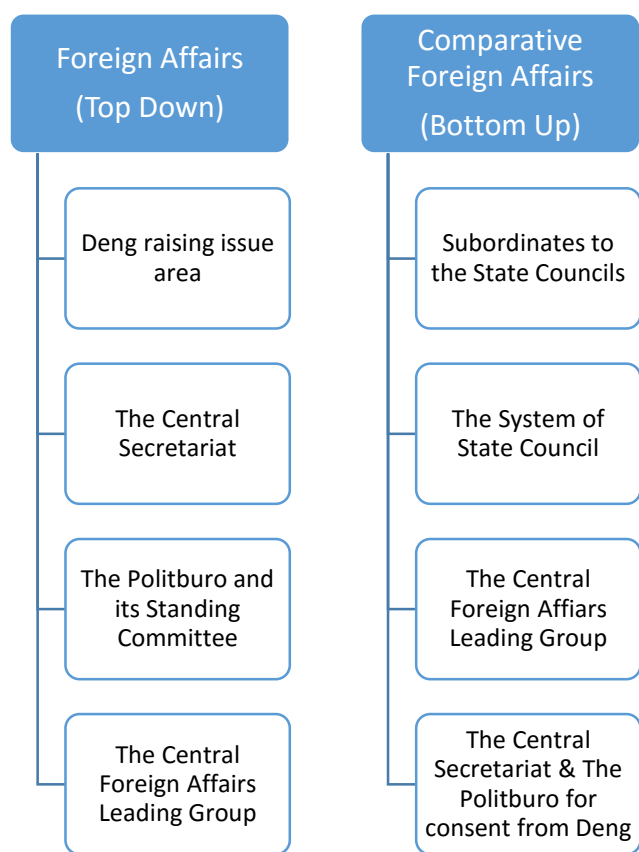 Foreign Affairs
(Top Down)
Deng raising issue
area
The Central
Secretariat
The Politburo and
its Standing
Committee
The Central
Foreign Affairs
Leading Group
Comparative
Foreign Affairs
(Bottom Up)
Subordinates to
the State Councils
The System of
State Council
The Central
Foreign Affiars
Leading Group
The Central
Secretariat & The
Politburo for
consent from Deng